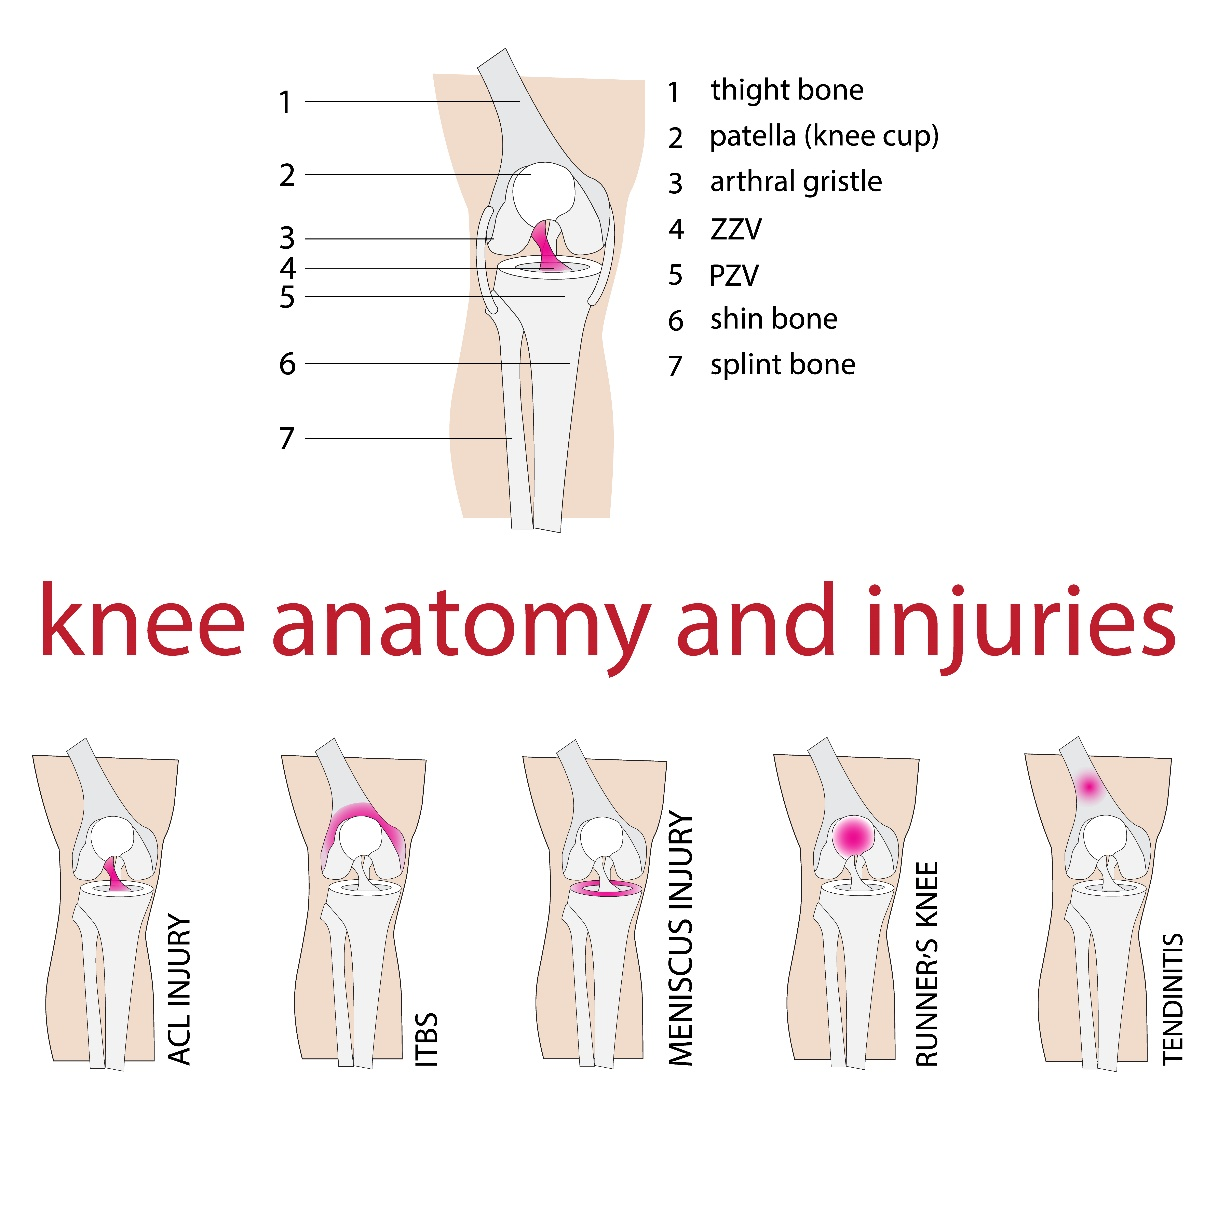 1
2
3
4
5
6
7
1 thight bone
2 patella (knee cup)
3 arthral gristle
4 ZZV
5 PZV
6 shin bone
7 splint bone
knee anatomy and injuries
ACL INJURY
ITBS
MENISCUS INJURY
RUNNER'S KNEE
TENDINITIS